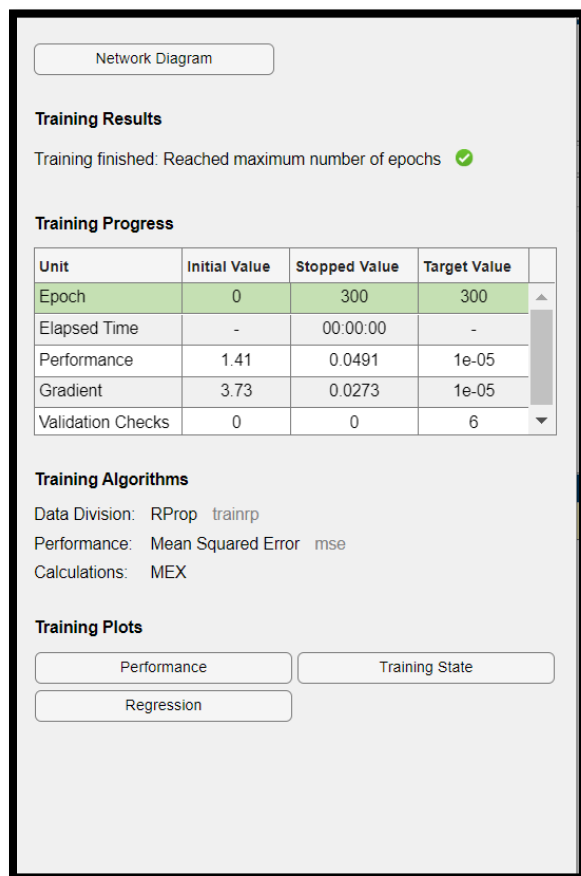 Network Diagram
Training Results
Training finished: Reached maximum number of epochs
Training Progress
Unit Initial Value Stopped Value Target Value
Epoch 0 300 300
Elapsed Time - 00:00:00 -
Performance 1.41 0.0491 1e-05
Gradient 3.73 0.0273 1e-05
Validation Checks 0 0 6
Training Algorithms
Data Division: RProp trainrp
Performance: Mean Squared Error mse
Calculations: MEX
Training Plots
Performance Training State
Regression